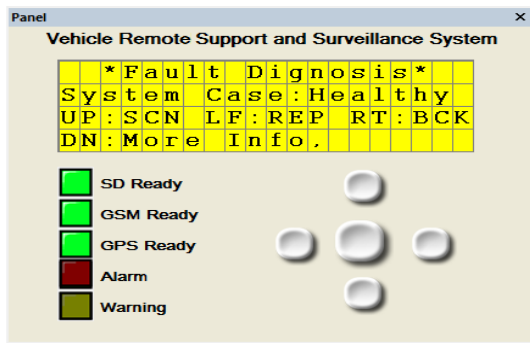 Panel
Vehicle Remote Support and Surveillance System
*Fault Dignosis*
System Case:Healthy
UP:SCN LF:REP RT:BCK
DN:More Info.
SD Ready
GSM Ready
GPS Ready
Alarm
Warning